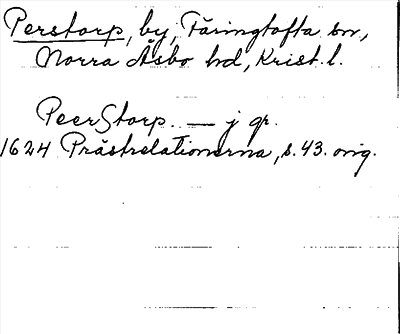 Perstorp, by, Färingtofta sn,
Norra Åsbo hd, Krist. l.
PeerStorp. — j gr.
1624 Prästrelationerna, s. 43. orig.